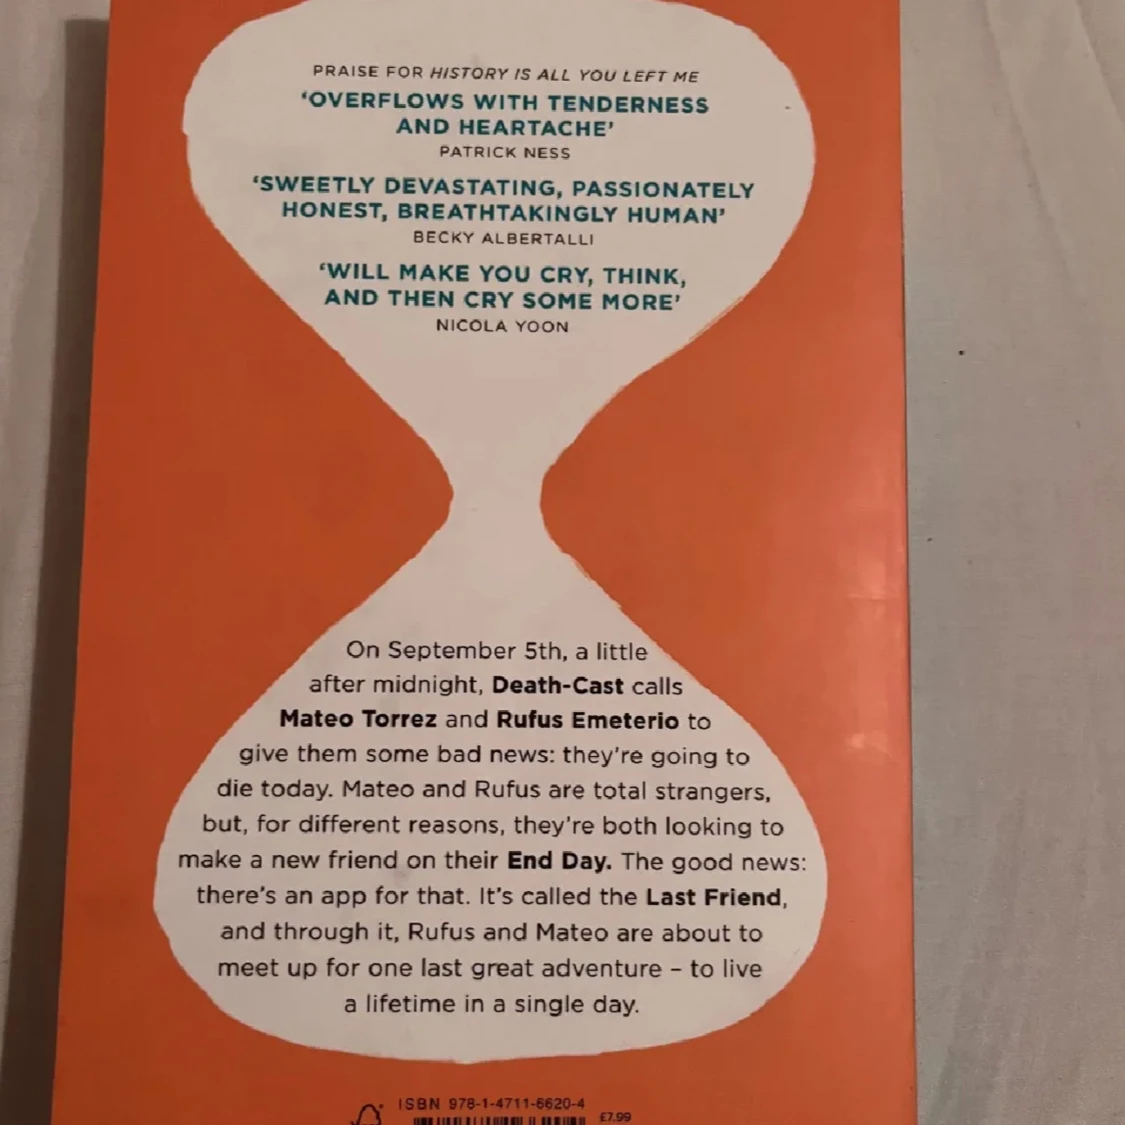 PRAISE FOR HISTORY IS ALL YOU LEFT ME
‘OVERFLOWS WITH TENDERNESS
AND HEARTACHE’
PATRICK NESS
‘SWEETLY DEVASTATING, PASSIONATELY
HONEST, BREATHTAKINGLY HUMAN’
BECKY ALBERTALLI
‘WILL MAKE YOU CRY, THINK,
AND THEN CRY SOME MORE’
NICOLA YOON
On September 5th, a little
after midnight, Death-Cast calls
Mateo Torrez and Rufus Emeterio to
give them some bad news: they’re going to
die today. Mateo and Rufus are total strangers,
but, for different reasons, they’re both looking to
make a new friend on their End Day. The good news:
there’s an app for that. It’s called the Last Friend,
and through it, Rufus and Mateo are about to
meet up for one last great adventure – to live
a lifetime in a single day.
ISBN 978-1-4711-6620-4
£7.99